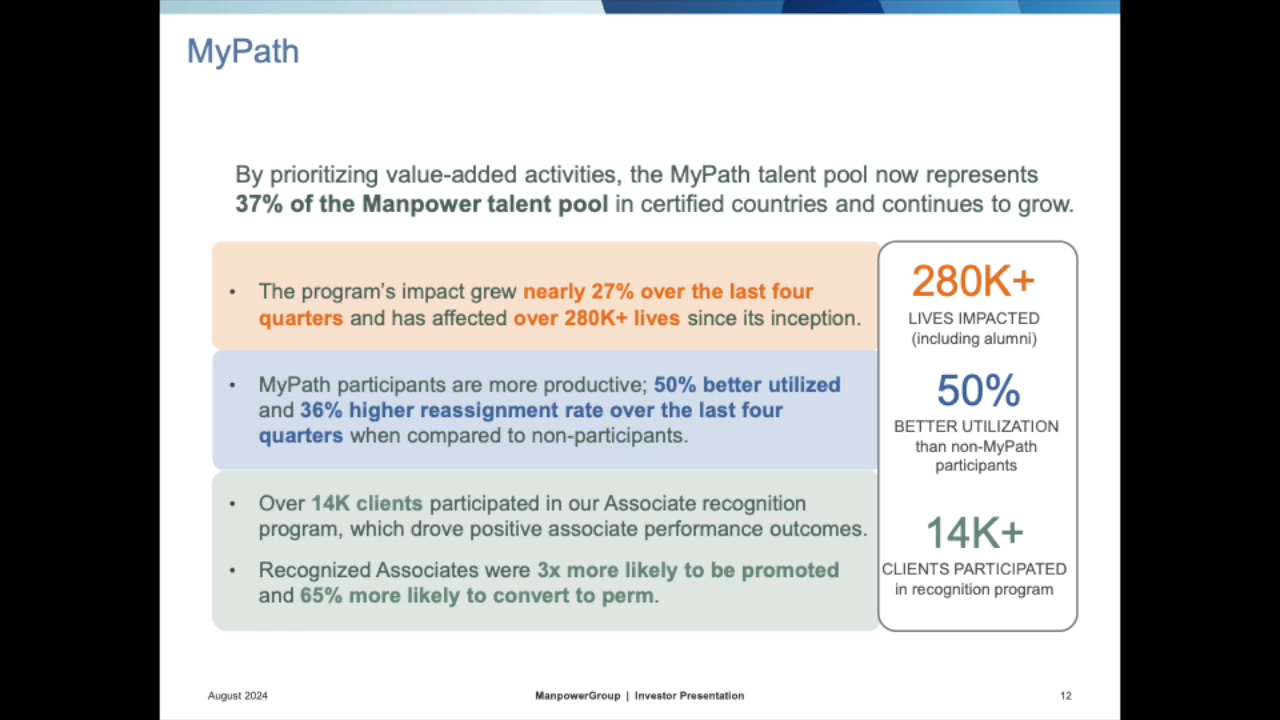 MyPath
By prioritizing value-added activities, the MyPath talent pool now represents
37% of the Manpower talent pool in certified countries and continues to grow.
• The program’s impact grew nearly 27% over the last four
quarters and has affected over 280K+ lives since its inception.
• MyPath participants are more productive; 50% better utilized
and 36% higher reassignment rate over the last four
quarters when compared to non-participants.
• Over 14K clients participated in our Associate recognition
program, which drove positive associate performance outcomes.
• Recognized Associates were 3x more likely to be promoted
and 65% more likely to convert to perm.
280K+
LIVES IMPACTED
(including alumni)
50%
BETTER UTILIZATION
than non-MyPath
participants
14K+
CLIENTS PARTICIPATED
in recognition program
August 2024
ManpowerGroup | Investor Presentation
12